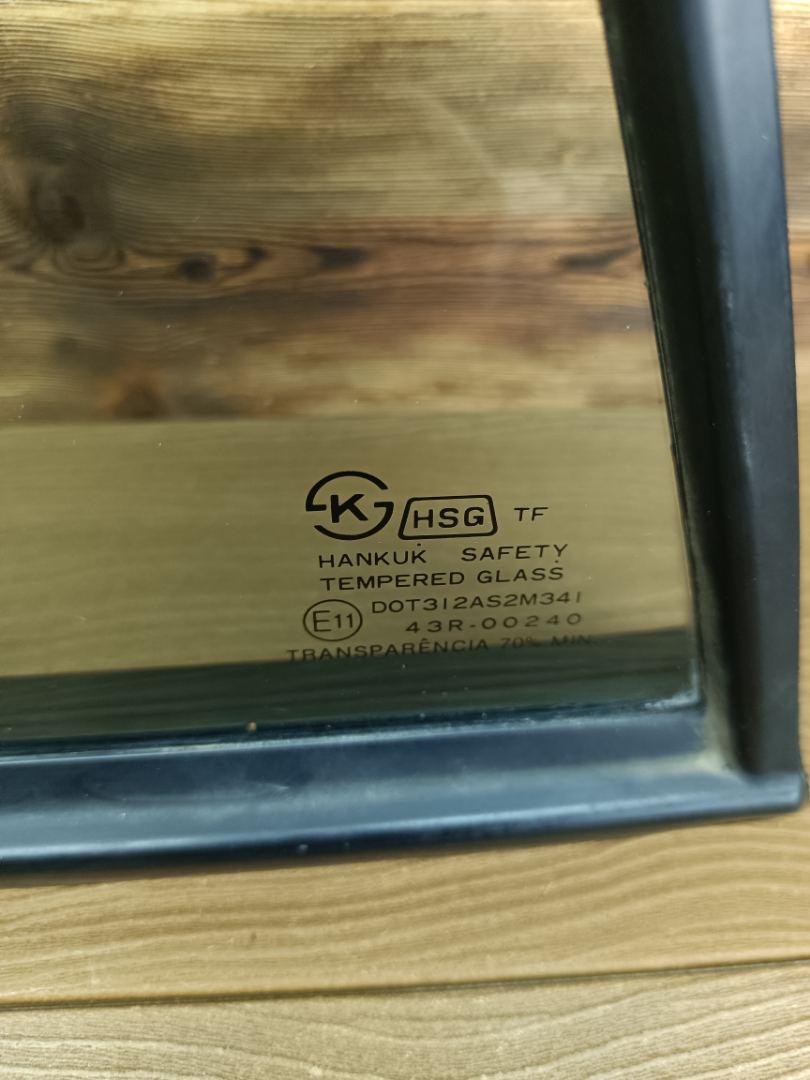 K HSG TF
HANKUK SAFETY
TEMPERED GLASS
E11 DOT312AS2M341
43R-00240
TRANSPARÊNCIA 70% MIN.